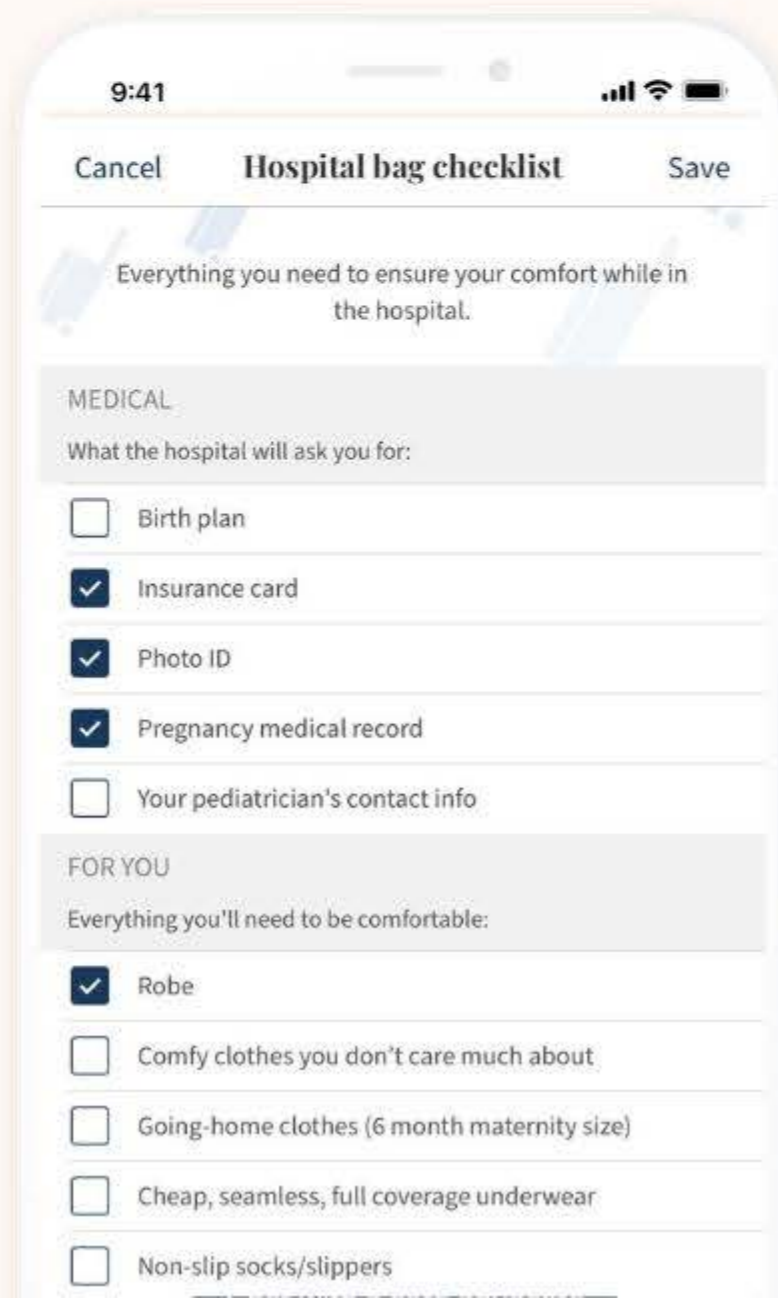 9:41
Cancel Hospital bag checklist Save
Everything you need to ensure your comfort while in
the hospital.
MEDICAL
What the hospital will ask you for:
Birth plan
Insurance card
Photo ID
Pregnancy medical record
Your pediatrician's contact info
FOR YOU
Everything you'll need to be comfortable:
Robe
Comfy clothes you don't care much about
Going-home clothes (6 month maternity size)
Cheap, seamless, full coverage underwear
Non-slip socks/slippers